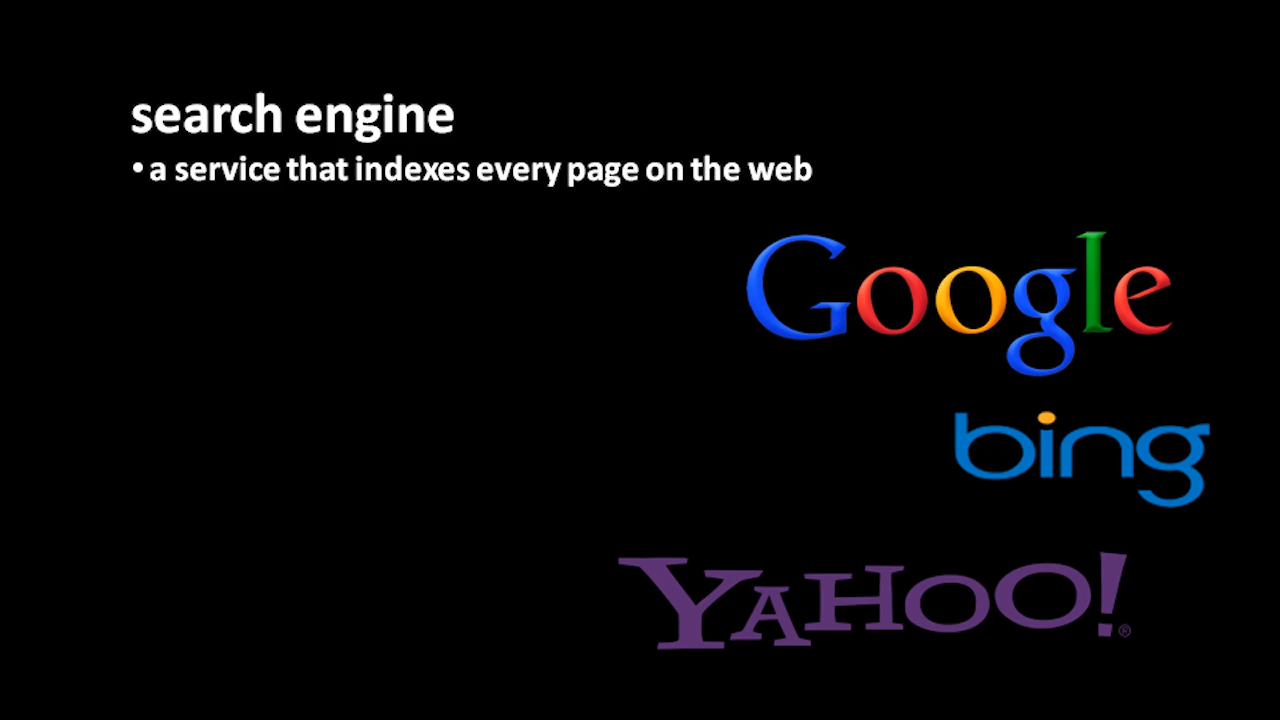 search engine
• a service that indexes every page on the web
Google
bing
YAHOO!®